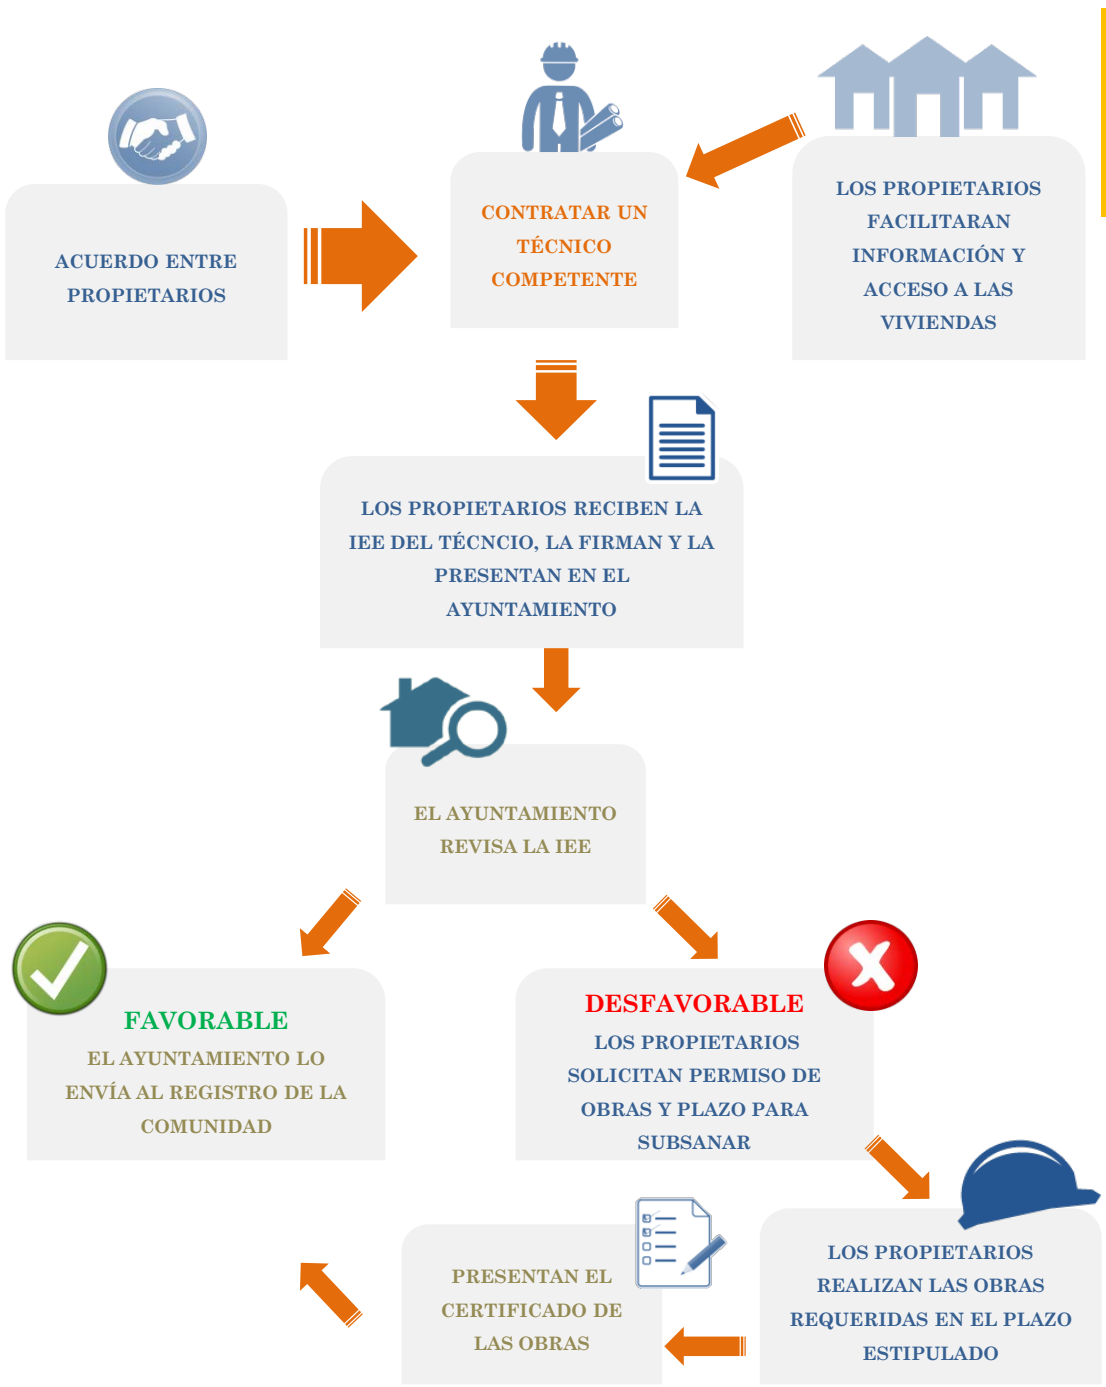 ACUERDO ENTRE
PROPIETARIOS
CONTRATAR UN
TÉCNICO
COMPETENTE
LOS PROPIETARIOS
FACILITARAN
INFORMACIÓN Y
ACCESO A LAS
VIVIENDAS
LOS PROPIETARIOS RECIBEN LA
IEE DEL TÉCNCIO, LA FIRMAN Y LA
PRESENTAN EN EL
AYUNTAMIENTO
EL AYUNTAMIENTO
REVISA LA IEE
FAVORABLE
EL AYUNTAMIENTO LO
ENVÍA AL REGISTRO DE LA
COMUNIDAD
DESFAVORABLE
LOS PROPIETARIOS
SOLICITAN PERMISO DE
OBRAS Y PLAZO PARA
SUBSANAR
LOS PROPIETARIOS
REALIZAN LAS OBRAS
REQUERIDAS EN EL PLAZO
ESTIPULADO
PRESENTAN EL
CERTIFICADO DE
LAS OBRAS